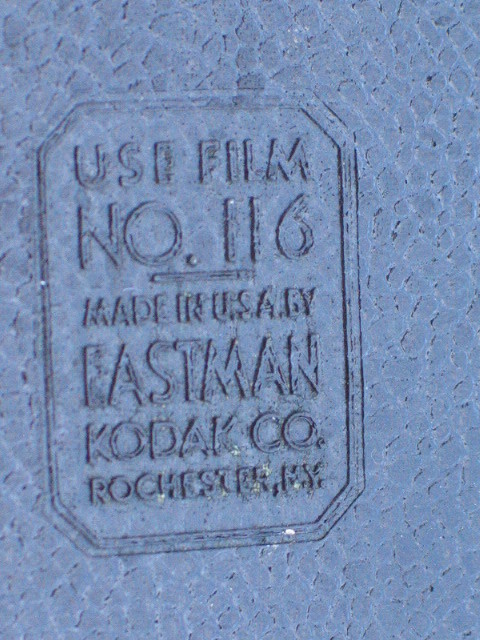 USE FILM
NO. 116
MADE IN U.S.A. BY
EASTMAN
KODAK CO.
ROCHESTER, N.Y.